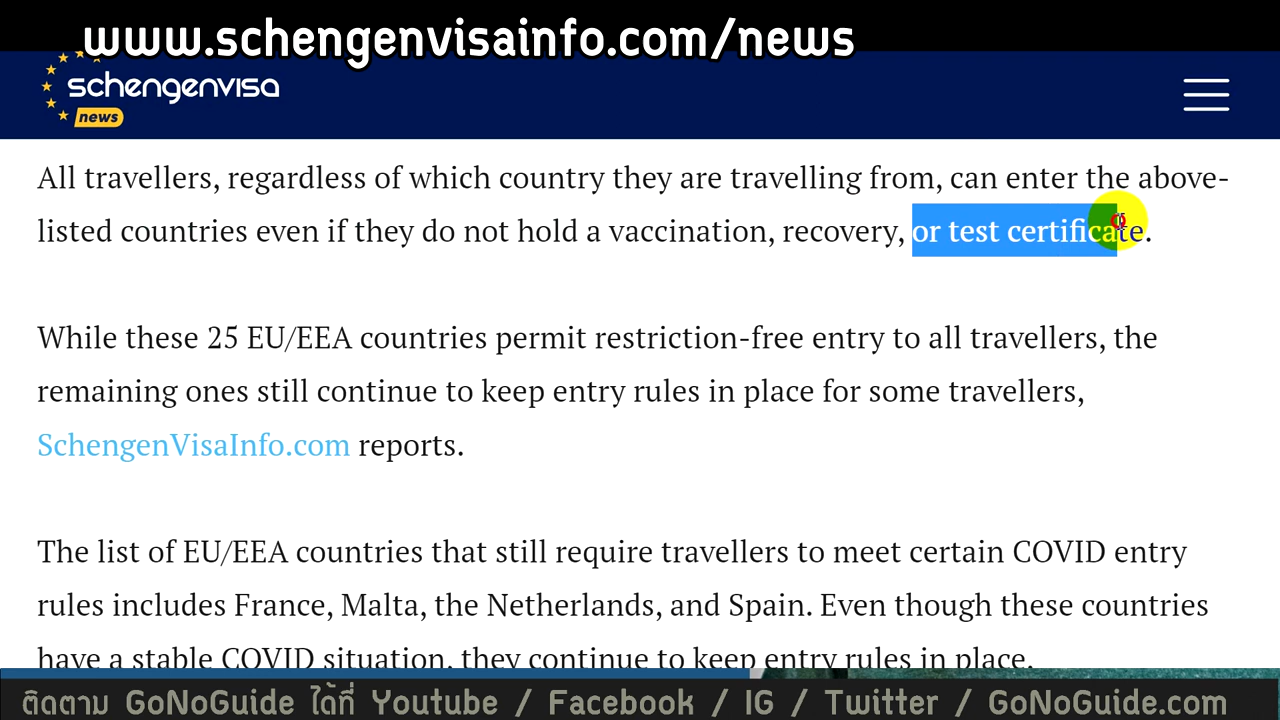 www.schengenvisainfo.com/news
schengenvisa
news
All travellers, regardless of which country they are travelling from, can enter the above-
listed countries even if they do not hold a vaccination, recovery, or test certificate.
While these 25 EU/EEA countries permit restriction-free entry to all travellers, the
remaining ones still continue to keep entry rules in place for some travellers,
SchengenVisaInfo.com reports.
The list of EU/EEA countries that still require travellers to meet certain COVID entry
rules includes France, Malta, the Netherlands, and Spain. Even though these countries
have a stable COVID situation, they continue to keep entry rules in place.
ติดตาม GoNoGuide ได้ที่ Youtube / Facebook / IG / Twitter / GoNoGuide.com